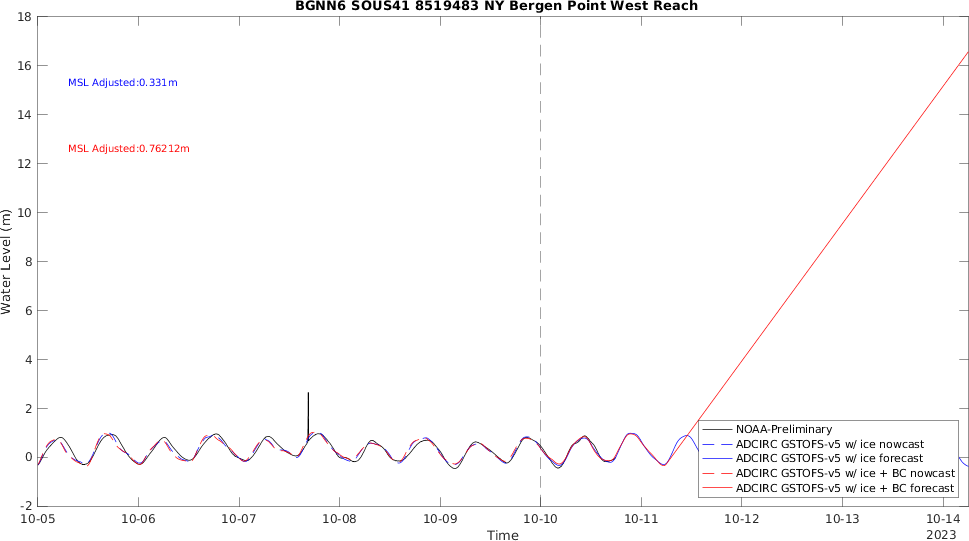 BGNN6 SOUS41 8519483 NY Bergen Point West Reach
18
16
14
12
10
8
6
4
2
0
-2
Water Level (m)
MSL Adjusted:0.331m
MSL Adjusted:0.76212m
NOAA-Preliminary
ADCIRC GSTOFS-v5 w/ ice nowcast
ADCIRC GSTOFS-v5 w/ ice forecast
ADCIRC GSTOFS-v5 w/ ice + BC nowcast
ADCIRC GSTOFS-v5 w/ ice + BC forecast
10-05 10-06 10-07 10-08 10-09 10-10 10-11 10-12 10-13 10-14
Time
2023